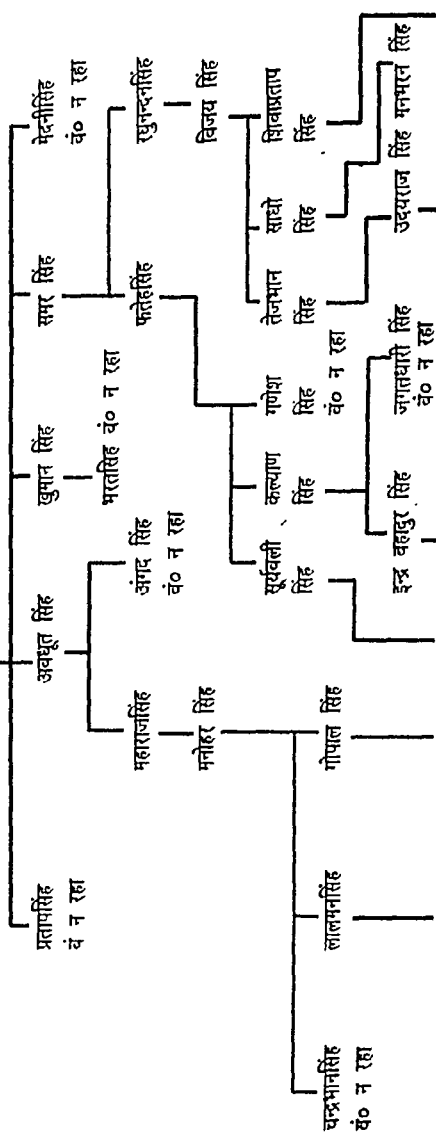 प्रतापसिंह
वं न रहा
अवधूत सिंह
खुमान सिंह
समर सिंह
मेदनीसिंह
वं० न रहा
महाराजसिंह
अंगद सिंह
वं० न रहा
भरतसिंह वं० न रहा
फतेहसिंह
रघुनन्दनसिंह
मनोहर सिंह
विजय सिंह
चन्द्रभानसिंह
वं० न रहा
लालमनसिंह
गोपाल सिंह
सूर्यबली
सिंह
कल्याण
सिंह
गणेश
सिंह
वं० न रहा
तेजभान
सिंह
साधो
सिंह
शिवाप्रताप
सिंह
इन्द्र बहादुर सिंह
जगतधारी सिंह
वं० न रहा
उदयराज सिंह
मनभरन सिंह